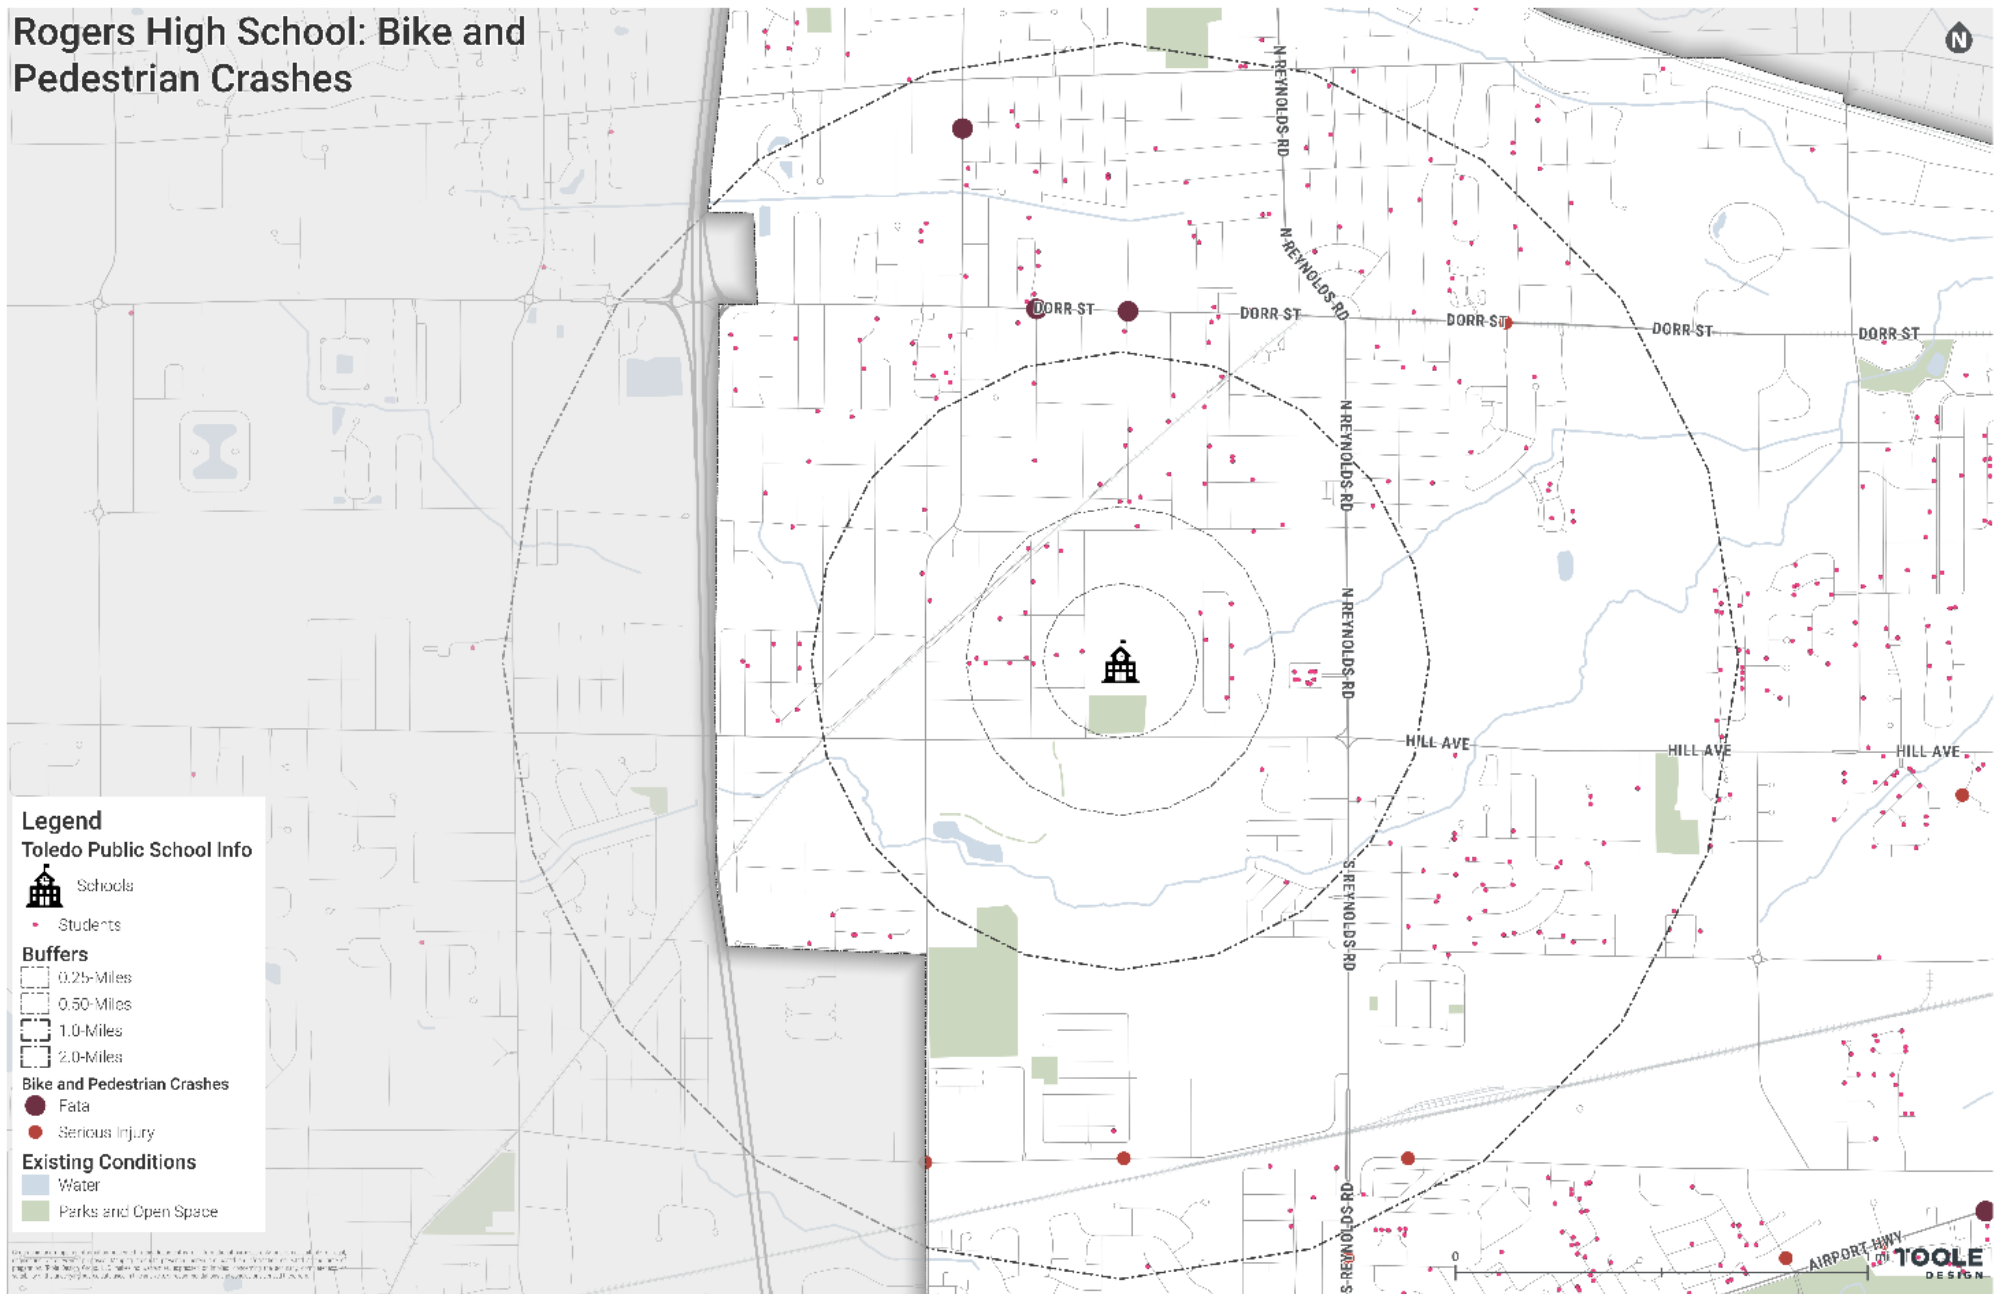 Rogers High School: Bike and
Pedestrian Crashes
N
N REYNOLDS RD
N REYNOLDS RD
DORR ST
DORR ST
DORR ST
DORR ST
DORR ST
N REYNOLDS RD
N REYNOLDS RD
HILL AVE
HILL AVE
HILL AVE
S REYNOLDS RD
S REYNOLDS RD
AIRPORT HWY
Legend
Toledo Public School Info
Schools
Students
Buffers
0.25-Miles
0.50-Miles
1.0-Miles
2.0-Miles
Bike and Pedestrian Crashes
Fata
Serious Injury
Existing Conditions
Water
Parks and Open Space
0
1 mi
TOOLE
DESIGN